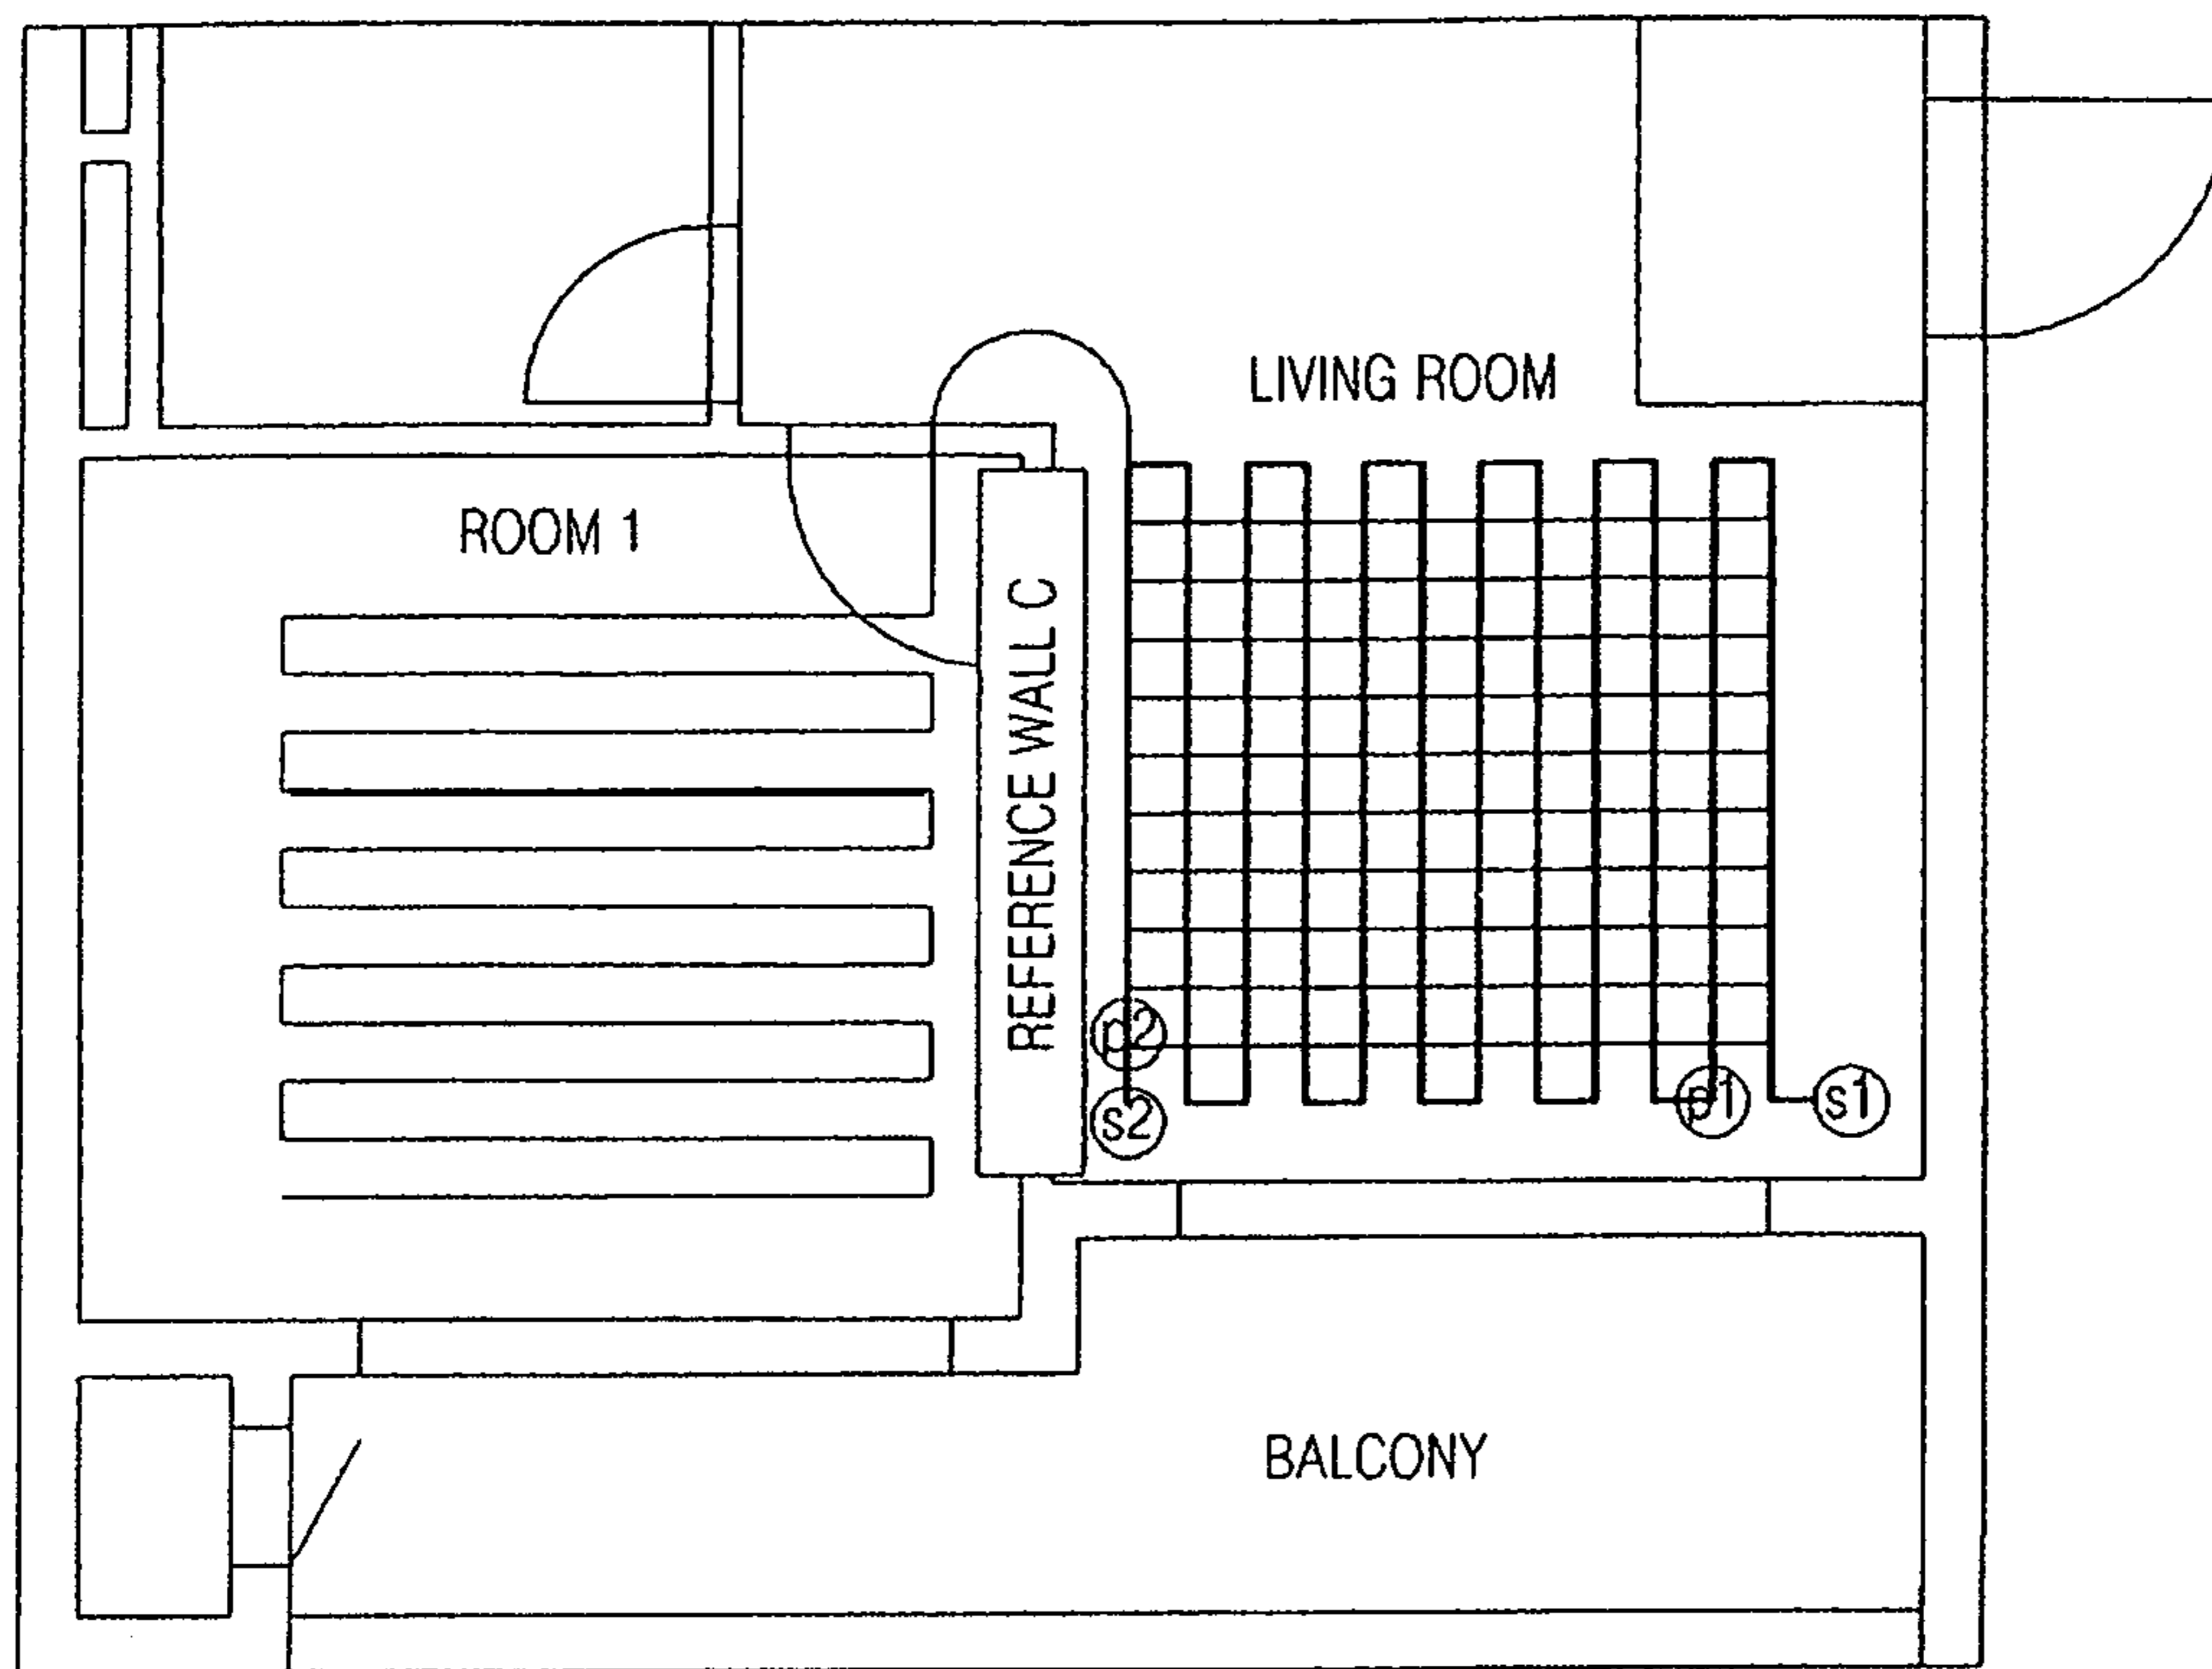 LIVING ROOM
ROOM 1
REFERENCE WALL C
p2
s2
p1
s1
BALCONY